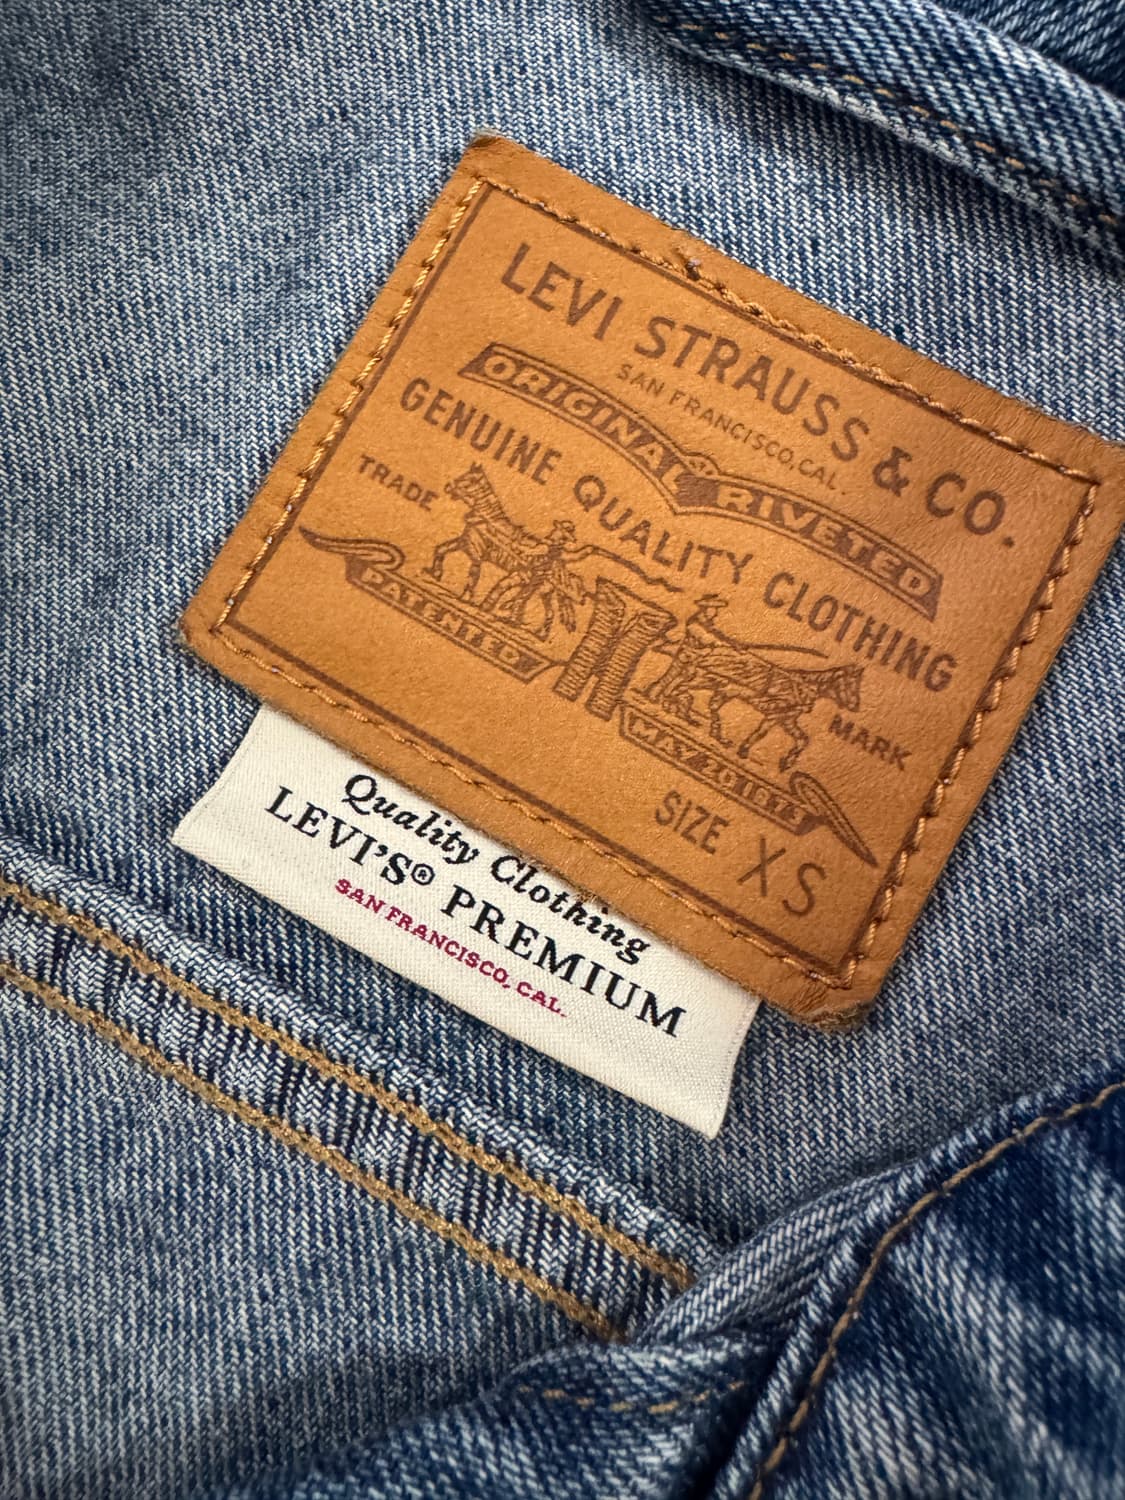 LEVI STRAUSS & CO.
SAN FRANCISCO, CAL.
ORIGINAL RIVETED
GENUINE QUALITY CLOTHING
TRADE MARK
PATENTED MAY 20 1873
SIZE XS
Quality Clothing
LEVI'S® PREMIUM
SAN FRANCISCO, CAL.